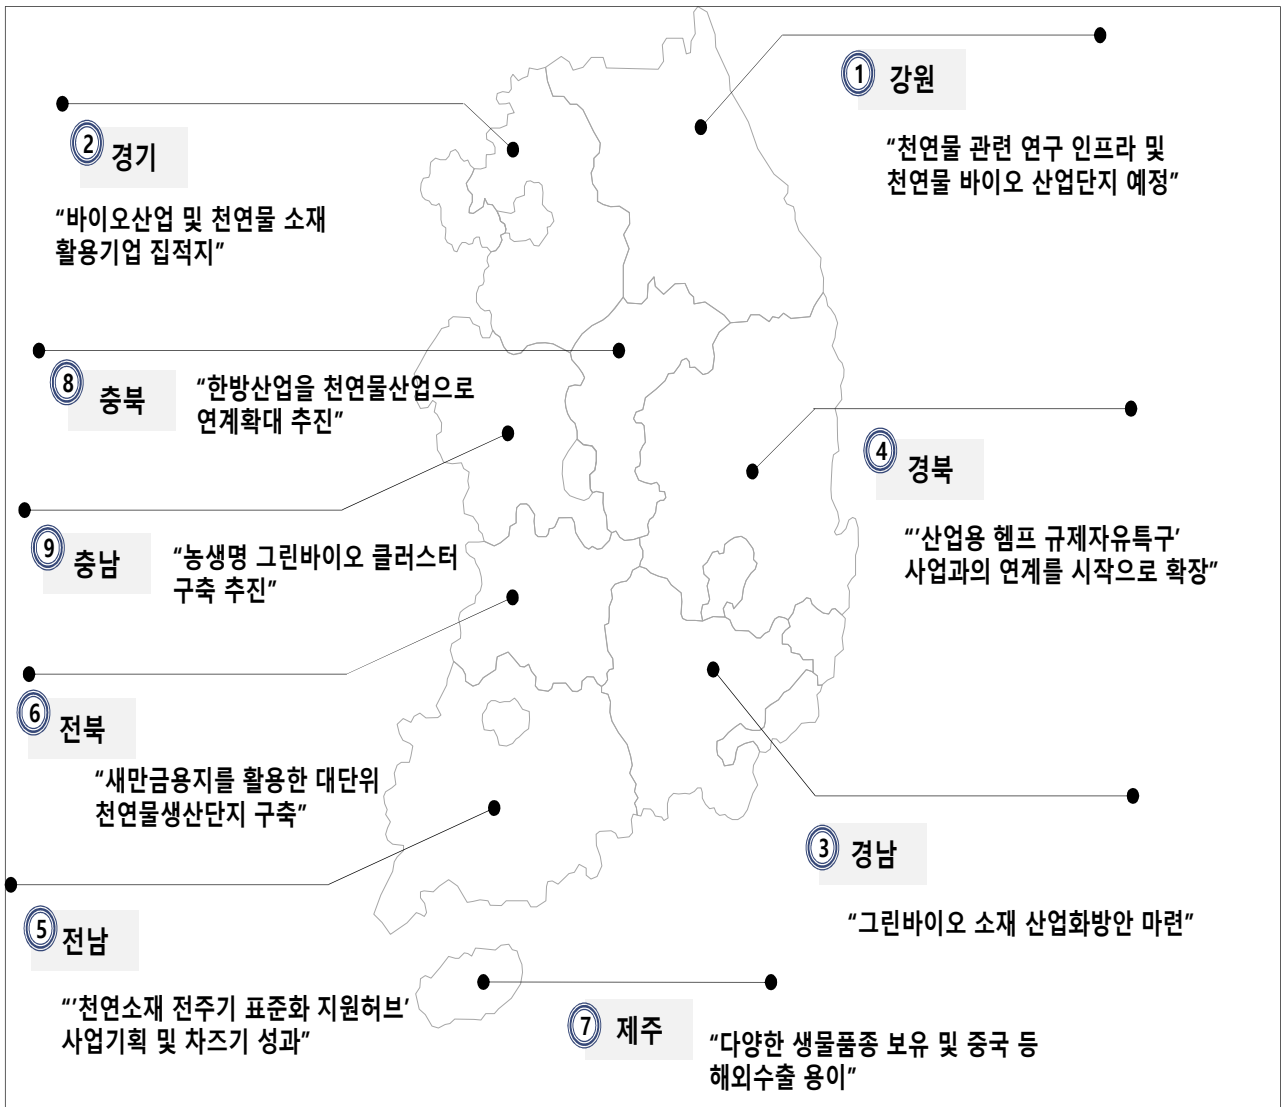 1 강원
“천연물 관련 연구 인프라 및
천연물 바이오 산업단지 예정”
2 경기
“바이오산업 및 천연물 소재
활용기업 집적지”
8 충북
“한방산업을 천연물산업으로
연계확대 추진”
4 경북
“’산업용 헴프 규제자유특구’
사업과의 연계를 시작으로 확장”
9 충남
“농생명 그린바이오 클러스터
구축 추진”
6 전북
“새만금용지를 활용한 대단위
천연물생산단지 구축”
3 경남
“그린바이오 소재 산업화방안 마련”
5 전남
“’천연소재 전주기 표준화 지원허브’
사업기획 및 차즈기 성과”
7 제주
“다양한 생물품종 보유 및 중국 등
해외수출 용이”